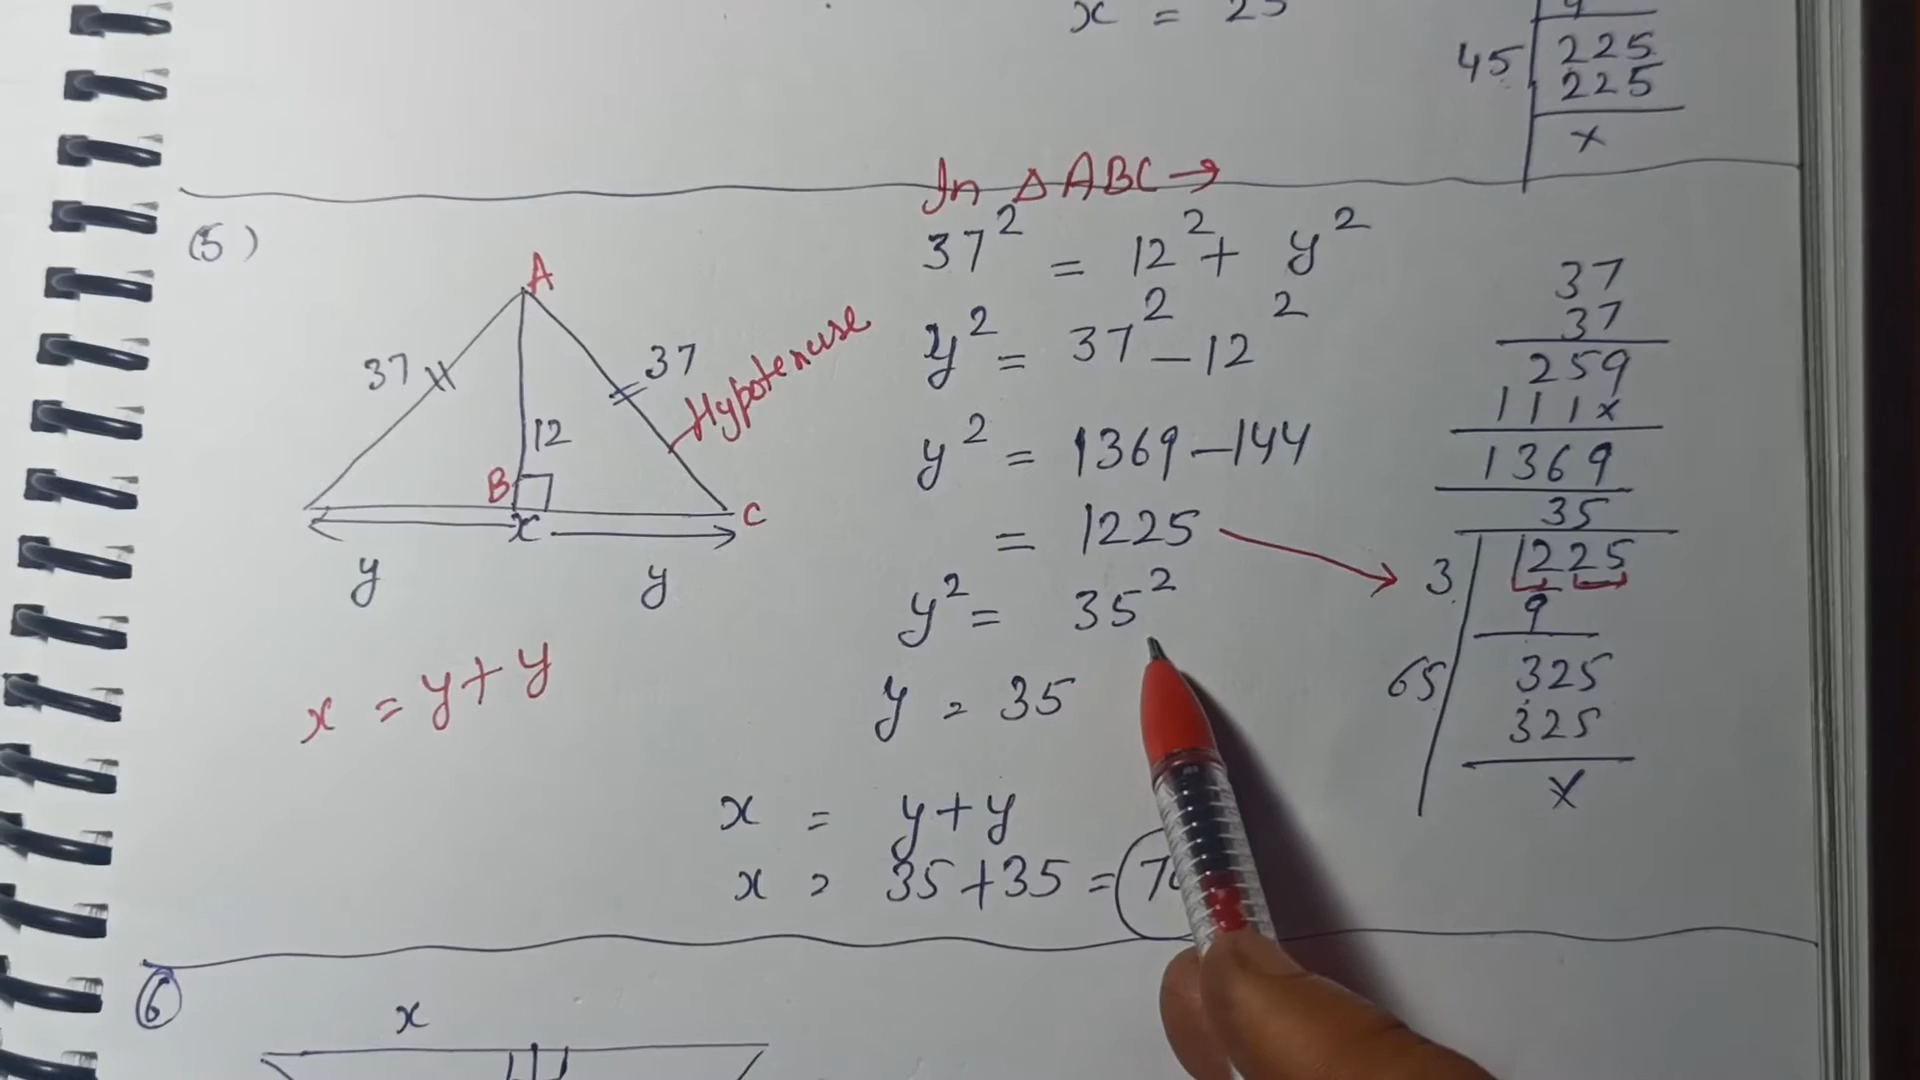 x = 25
4
45 225
225
x
(5)
A
37
37
Hypotenuse
12
B
C
x
y
y
x = y+y
In △ABC →
37² = 12² + y²
y² = 37² – 12²
y² = 1369 – 144
= 1225
y² = 35²
y = 35
x = y+y
x = 35+35 = 70
37
37
259
111x
1369
35
3 1225
9
65 325
325
x
6
x